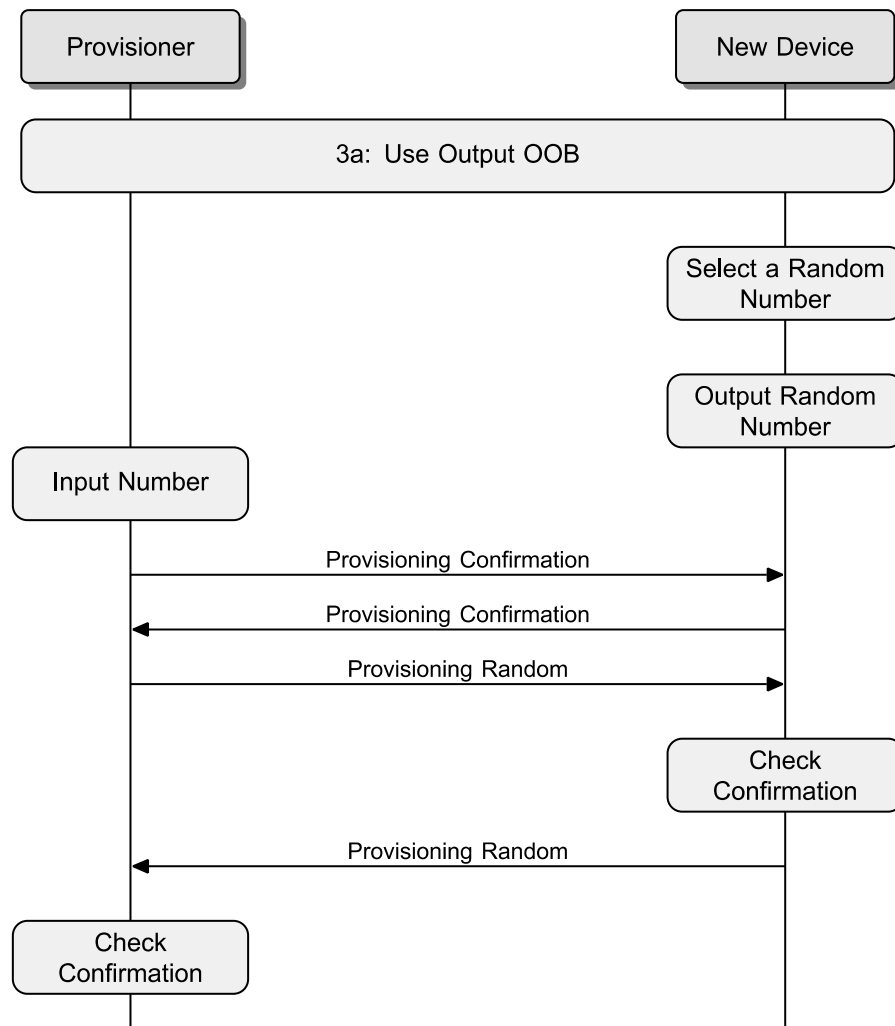 Provisioner
New Device
3a: Use Output OOB
Select a Random
Number
Output Random
Number
Input Number
Provisioning Confirmation
Provisioning Confirmation
Provisioning Random
Check
Confirmation
Provisioning Random
Check
Confirmation